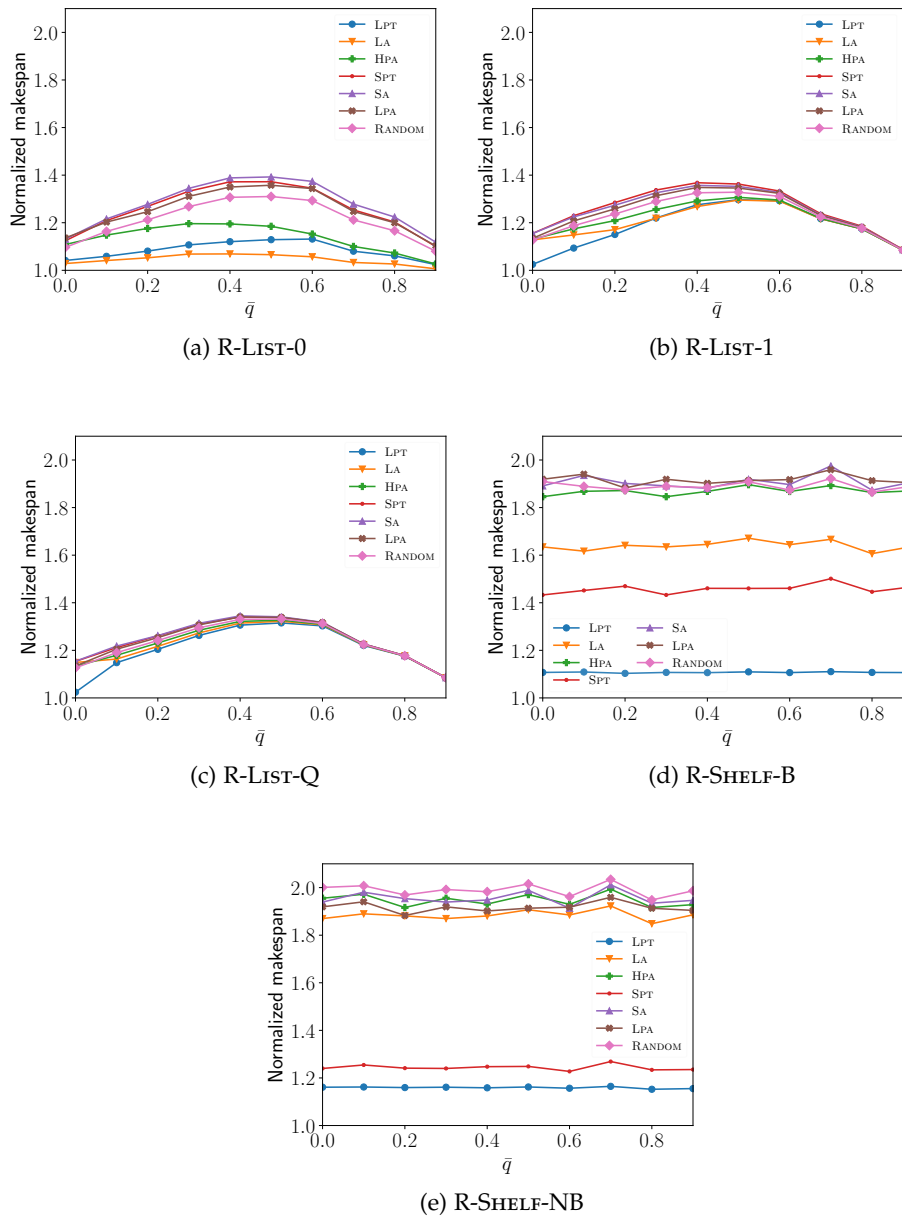 Normalized makespan
2.0
1.8
1.6
1.4
1.2
1.0
0.0
0.2
0.4
0.6
0.8
q̄
LPT
LA
HPA
SPT
SA
LPA
RANDOM
(a) R-LIST-0
Normalized makespan
2.0
1.8
1.6
1.4
1.2
1.0
0.0
0.2
0.4
0.6
0.8
q̄
LPT
LA
HPA
SPT
SA
LPA
RANDOM
(b) R-LIST-1
Normalized makespan
2.0
1.8
1.6
1.4
1.2
1.0
0.0
0.2
0.4
0.6
0.8
q̄
LPT
LA
HPA
SPT
SA
LPA
RANDOM
(c) R-LIST-Q
Normalized makespan
2.0
1.8
1.6
1.4
1.2
1.0
0.0
0.2
0.4
0.6
0.8
q̄
LPT
LA
HPA
SPT
SA
LPA
RANDOM
(d) R-SHELF-B
Normalized makespan
2.0
1.8
1.6
1.4
1.2
1.0
0.0
0.2
0.4
0.6
0.8
q̄
LPT
LA
HPA
SPT
SA
LPA
RANDOM
(e) R-SHELF-NB